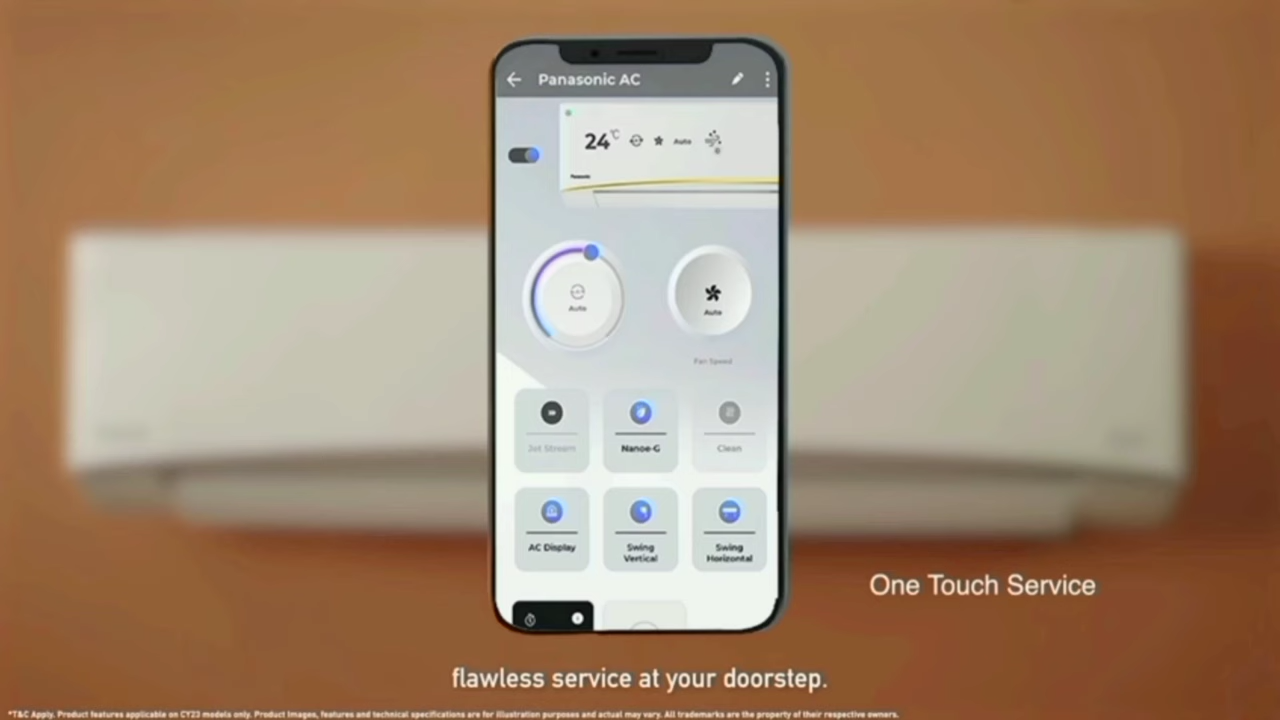 Panasonic AC
24°C Auto
Panasonic
Auto
Auto
Fan Speed
Jet Stream
Nanoe-G
Clean
AC Display
Swing
Vertical
Swing
Horizontal
One Touch Service
flawless service at your doorstep.
*T&C Apply. Product features applicable on CY23 models only. Product Images, features and technical specifications are for illustration purposes and actual may vary. All trademarks are the property of their respective owners.